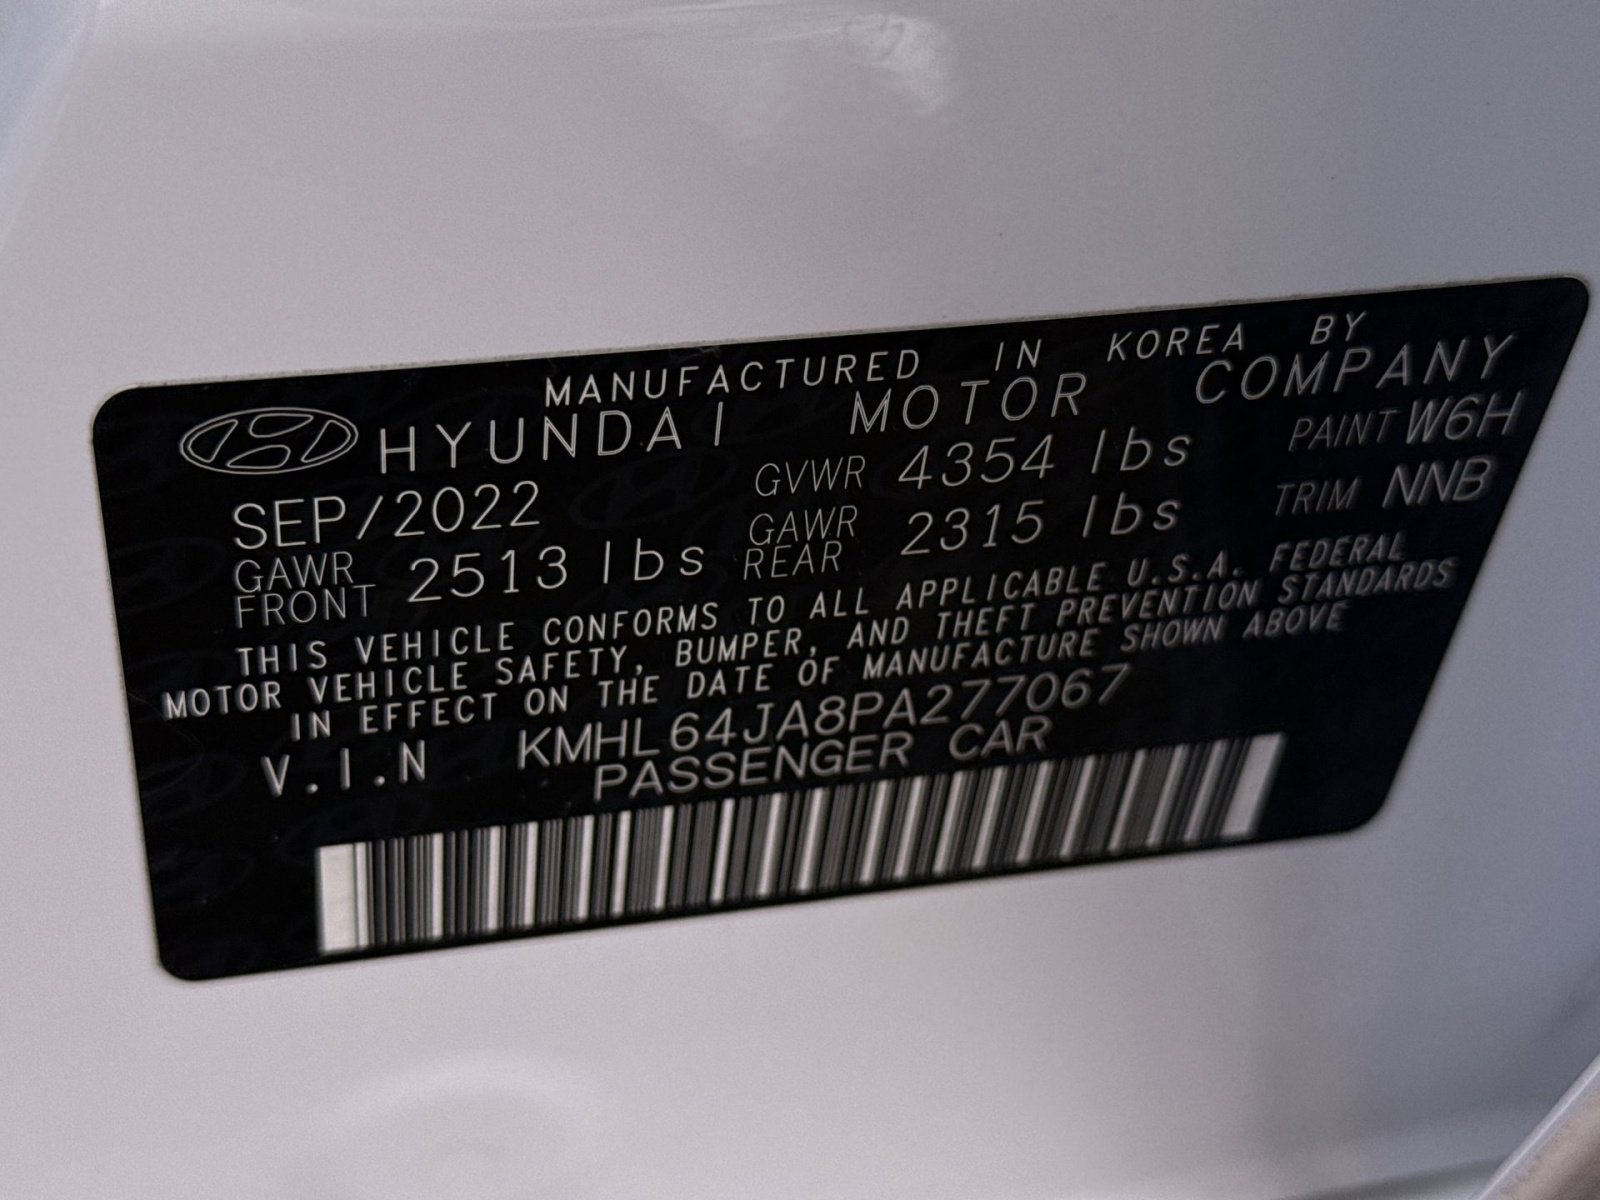 MANUFACTURED IN KOREA BY
HYUNDAI MOTOR COMPANY
SEP/2022 GVWR 4354 lbs PAINT W6H
GAWR FRONT 2513 lbs GAWR REAR 2315 lbs TRIM NNB
THIS VEHICLE CONFORMS TO ALL APPLICABLE U.S.A. FEDERAL
MOTOR VEHICLE SAFETY, BUMPER, AND THEFT PREVENTION STANDARDS
IN EFFECT ON THE DATE OF MANUFACTURE SHOWN ABOVE
V.I.N KMHL64JA8PA277067
PASSENGER CAR